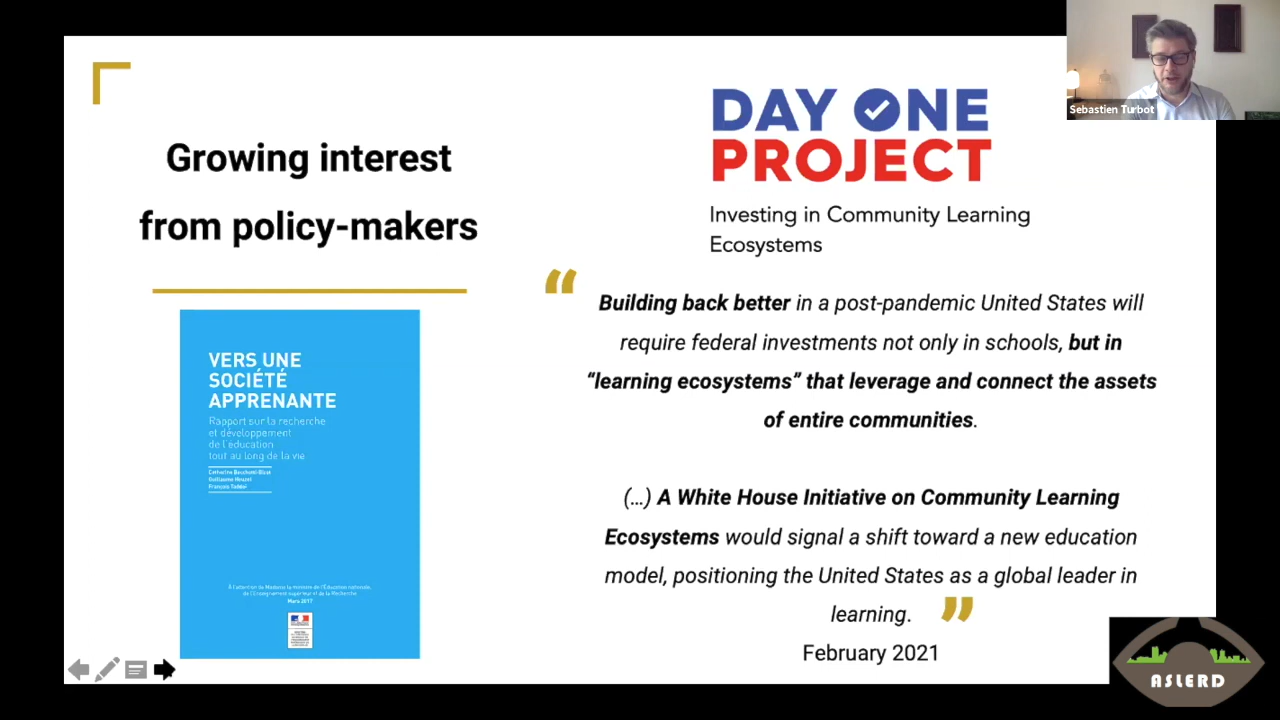 Sebastien Turbot
Growing interest
from policy-makers
VERS UNE
SOCIÉTÉ
APPRENANTE
Rapport sur la recherche
et développement
de l'éducation
tout au long de la vie
Catherine Becchetti-Bizot
Guillaume Houzel
François Taddei
À l'attention de Madame la ministre de l'Éducation nationale,
de l'Enseignement supérieur et de la Recherche
Mars 2017
DAY ONE
PROJECT
Investing in Community Learning
Ecosystems
“
Building back better in a post-pandemic United States will
require federal investments not only in schools, but in
“learning ecosystems” that leverage and connect the assets
of entire communities.
(…) A White House Initiative on Community Learning
Ecosystems would signal a shift toward a new education
model, positioning the United States as a global leader in
learning. ”
February 2021
ASLERD